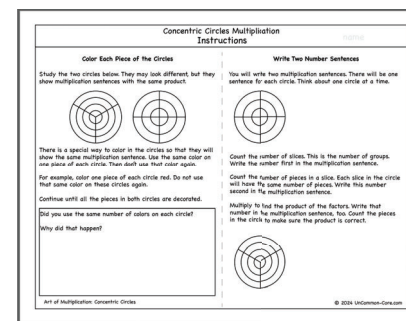 Concentric Circles Multipliation
Instructions
name
Color Each Piece of the Circles
Study the two circles below. They may look different, but they
show multiplication sentences with the same product.
There is a special way to color in the circles so that they will
show the same multiplication sentence. Use the same color on
one piece of each circle. Then don't use that color again.
For example, color one piece of each circle red. Do not use
that same color on these circles again.
Continue until all the pieces in both circles are decorated.
Did you use the same number of colors on each circle?
Why did that happen?
Art of Multiplication: Concentric Circles
Write Two Number Sentences
You will write two multiplication sentences. There will be one
sentence for each circle. Think about one circle at a time.
Count the number of slices. This is the number of groups.
Write the number first in the multiplication sentence.
Count the number of pieces in a slice. Each slice in the circle
will have the same number of pieces. Write this number
second in the multiplication sentence.
Multiply to find the product of the factors. Write that
number in the multiplication sentence, too. Count the pieces
in the circle to make sure the product is correct.
© 2024 UnCommon-Core.com